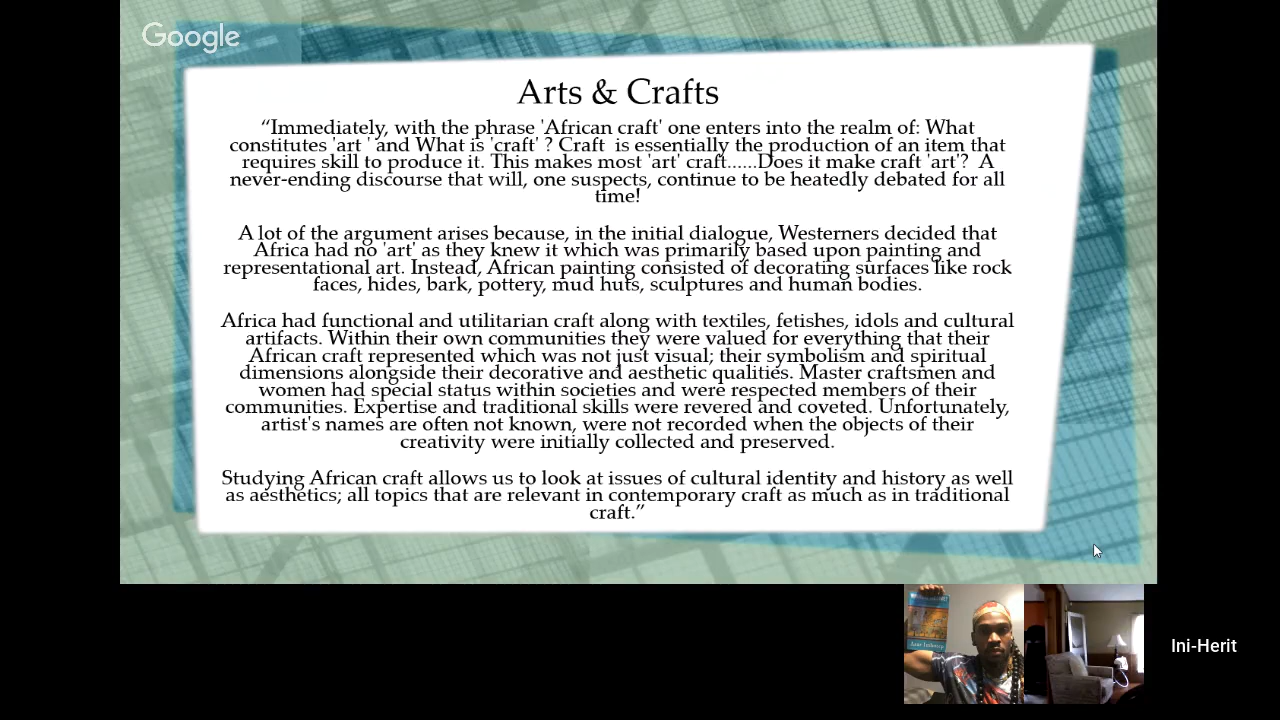 Google
Arts & Crafts
“Immediately, with the phrase 'African craft' one enters into the realm of: What
constitutes 'art ' and What is 'craft' ? Craft  is essentially the production of an item that
requires skill to produce it. This makes most 'art' craft......Does it make craft 'art'?  A
never-ending discourse that will, one suspects, continue to be heatedly debated for all
time!
A lot of the argument arises because, in the initial dialogue, Westerners decided that
Africa had no 'art' as they knew it which was primarily based upon painting and
representational art. Instead, African painting consisted of decorating surfaces like rock
faces, hides, bark, pottery, mud huts, sculptures and human bodies.
Africa had functional and utilitarian craft along with textiles, fetishes, idols and cultural
artifacts. Within their own communities they were valued for everything that their
African craft represented which was not just visual; their symbolism and spiritual
dimensions alongside their decorative and aesthetic qualities. Master craftsmen and
women had special status within societies and were respected members of their
communities. Expertise and traditional skills were revered and coveted. Unfortunately,
artist's names are often not known, were not recorded when the objects of their
creativity were initially collected and preserved.
Studying African craft allows us to look at issues of cultural identity and history as well
as aesthetics; all topics that are relevant in contemporary craft as much as in traditional
craft.”
Ini-Herit